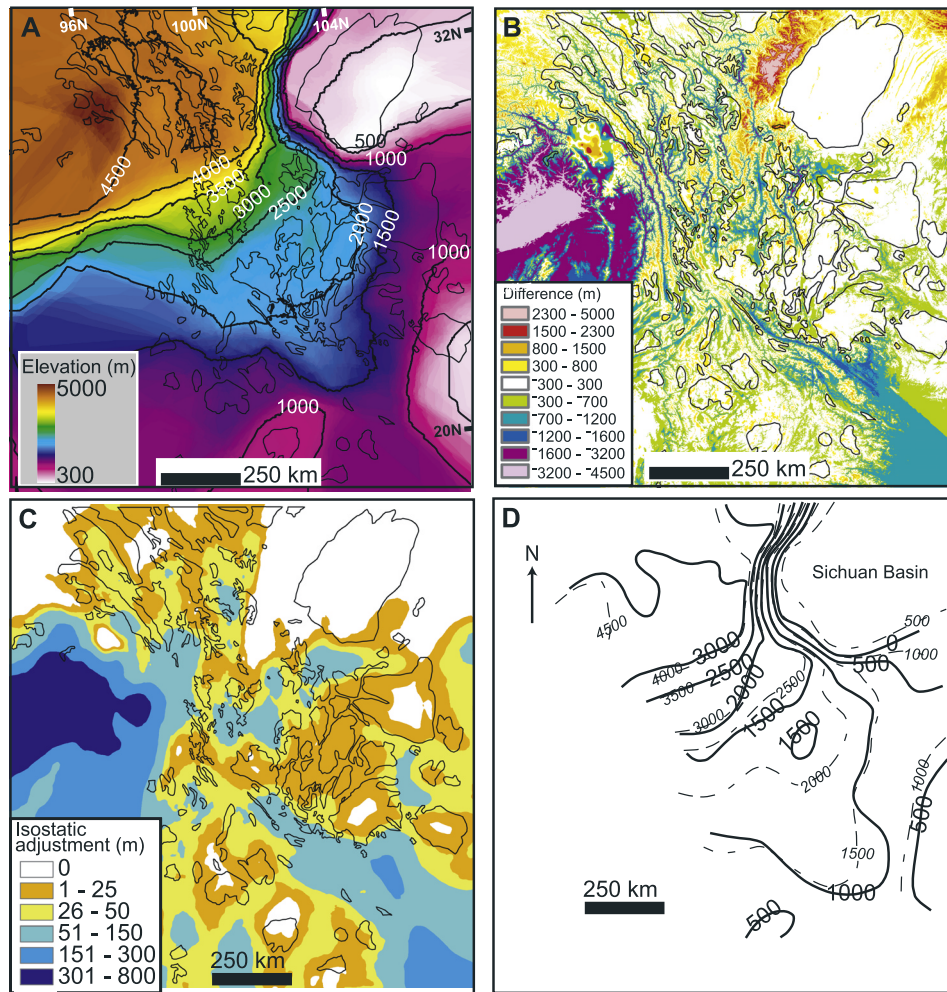 A
96N
100N
104N
32N
500
1000
4500
4000
3500
3000
2500
2000
1500
1000
1000
20N
Elevation (m)
5000
300
250 km
B
Difference (m)
2300 - 5000
1500 - 2300
800 - 1500
300 - 800
-300 - 300
-300 - -700
-700 - -1200
-1200 - -1600
-1600 - -3200
-3200 - -4500
250 km
C
Isostatic
adjustment (m)
0
1 - 25
26 - 50
51 - 150
151 - 300
301 - 800
250 km
D
N
Sichuan Basin
4500
4000
3000
3500
2500
3000
2000
2500
1500
1500
2000
500
0
500
1000
1000
500
1500
1000
500
250 km